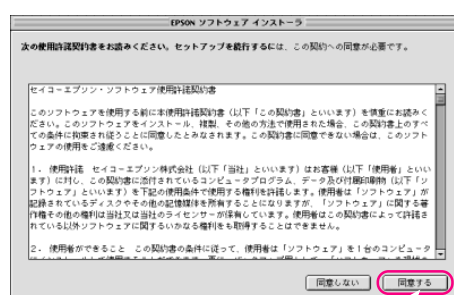 EPSON ソフトウェア インストーラ
次の使用許諾契約書をお読みください。セットアップを続行するには、この契約への同意が必要です。
セイコーエプソン・ソフトウェア使用許諾契約書
このソフトウェアを使用する前に本使用許諾契約書（以下「この契約書」といいます）を慎重にお読みく
ださい。このソフトウェアをインストール、複製、その他の方法で使用された場合、この契約書上のすべ
ての条件に拘束され従うことに同意したとみなされます。この契約書に同意できない場合は、このソフト
ウェアの使用をご遠慮ください。
1．使用許諾　セイコーエプソン株式会社（以下「当社」といいます）はお客様（以下「使用者」といい
ます）に対し、この契約書に添付されているコンピュータプログラム、データ及び付属印刷物（以下「ソ
フトウェア」といいます）を下記の使用条件で使用する権利を許諾します。使用者は「ソフトウェア」が
記録されているディスクやその他の記憶媒体を所有することになりますが、「ソフトウェア」に関する著
作権その他の権利は当社又は当社のライセンサーが保有しています。使用者はこの契約書によって許諾さ
れている以外ソフトウェアに関するいかなる権利をも取得することはできません。
2．使用者ができること　この契約書の条件に従って、使用者は「ソフトウェア」を1台のコンピュータ
同意しない
同意する